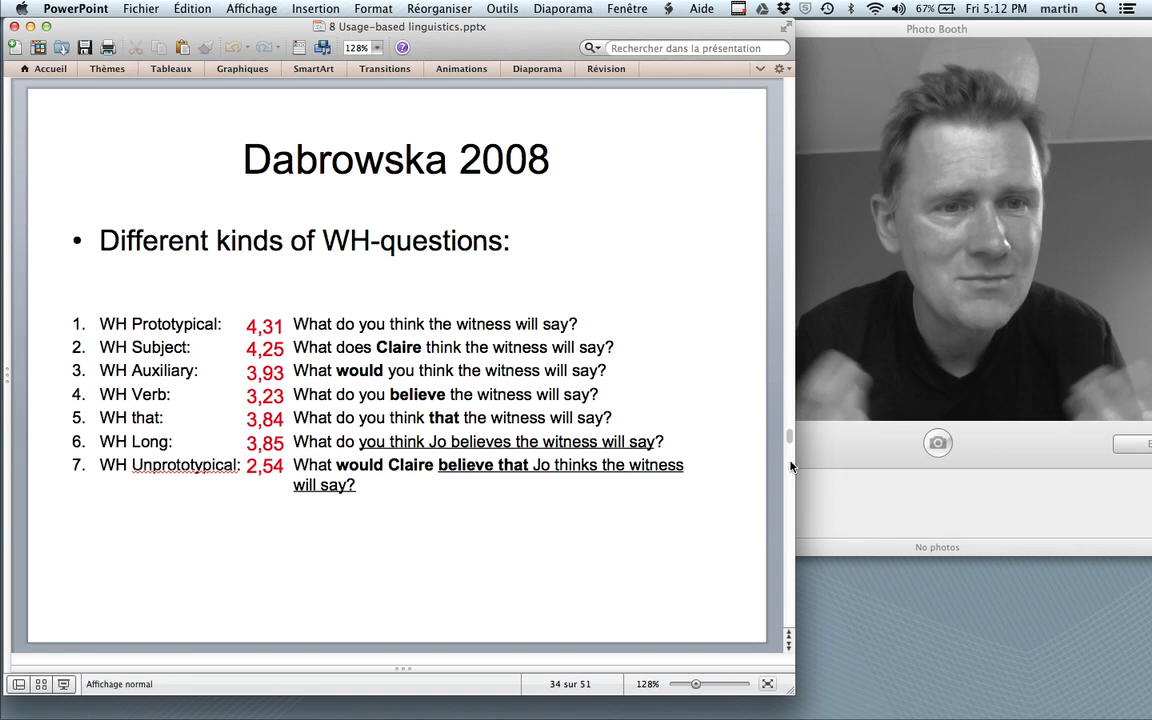 PowerPoint Fichier Édition Affichage Insertion Format Réorganiser Outils Diaporama Fenêtre Aide 67% Fri 5:12 PM martin
8 Usage-based linguistics.pptx
Photo Booth
128% Rechercher dans la présentation
Accueil Thèmes Tableaux Graphiques SmartArt Transitions Animations Diaporama Révision
Dabrowska 2008
• Different kinds of WH-questions:
1. WH Prototypical: 4,31 What do you think the witness will say?
2. WH Subject: 4,25 What does Claire think the witness will say?
3. WH Auxiliary: 3,93 What would you think the witness will say?
4. WH Verb: 3,23 What do you believe the witness will say?
5. WH that: 3,84 What do you think that the witness will say?
6. WH Long: 3,85 What do you think Jo believes the witness will say?
7. WH Unprototypical: 2,54 What would Claire believe that Jo thinks the witness
will say?
No photos
Affichage normal 34 sur 51 128%